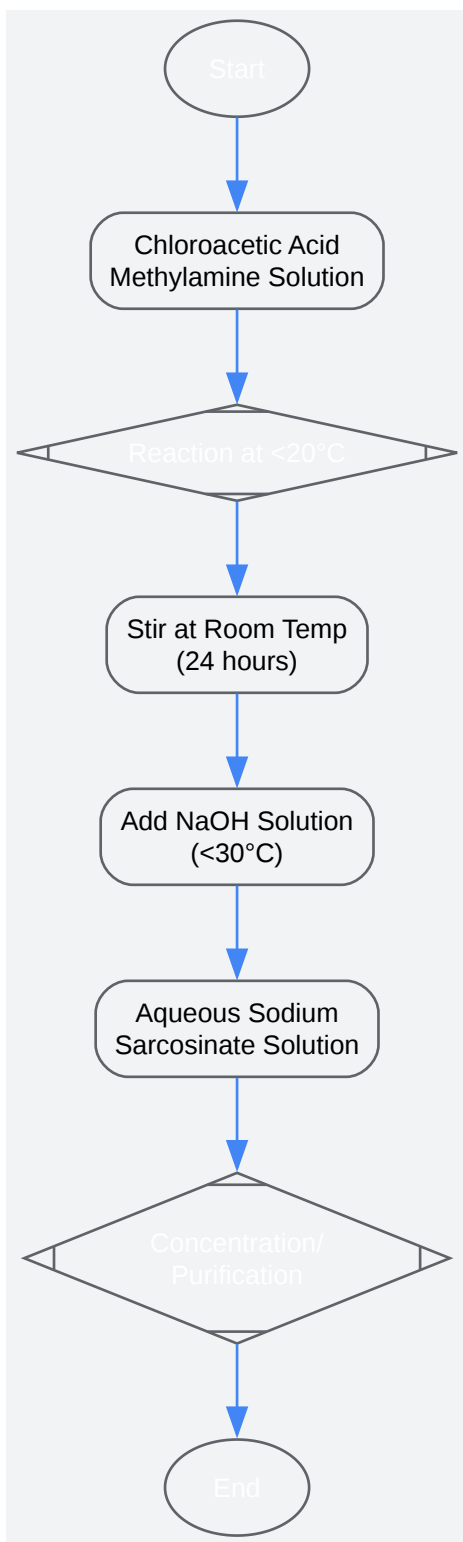 Start
Chloroacetic Acid
Methylamine Solution
Reaction at <20°C
Stir at Room Temp
(24 hours)
Add NaOH Solution
(<30°C)
Aqueous Sodium
Sarcosinate Solution
Concentration/
Purification
End